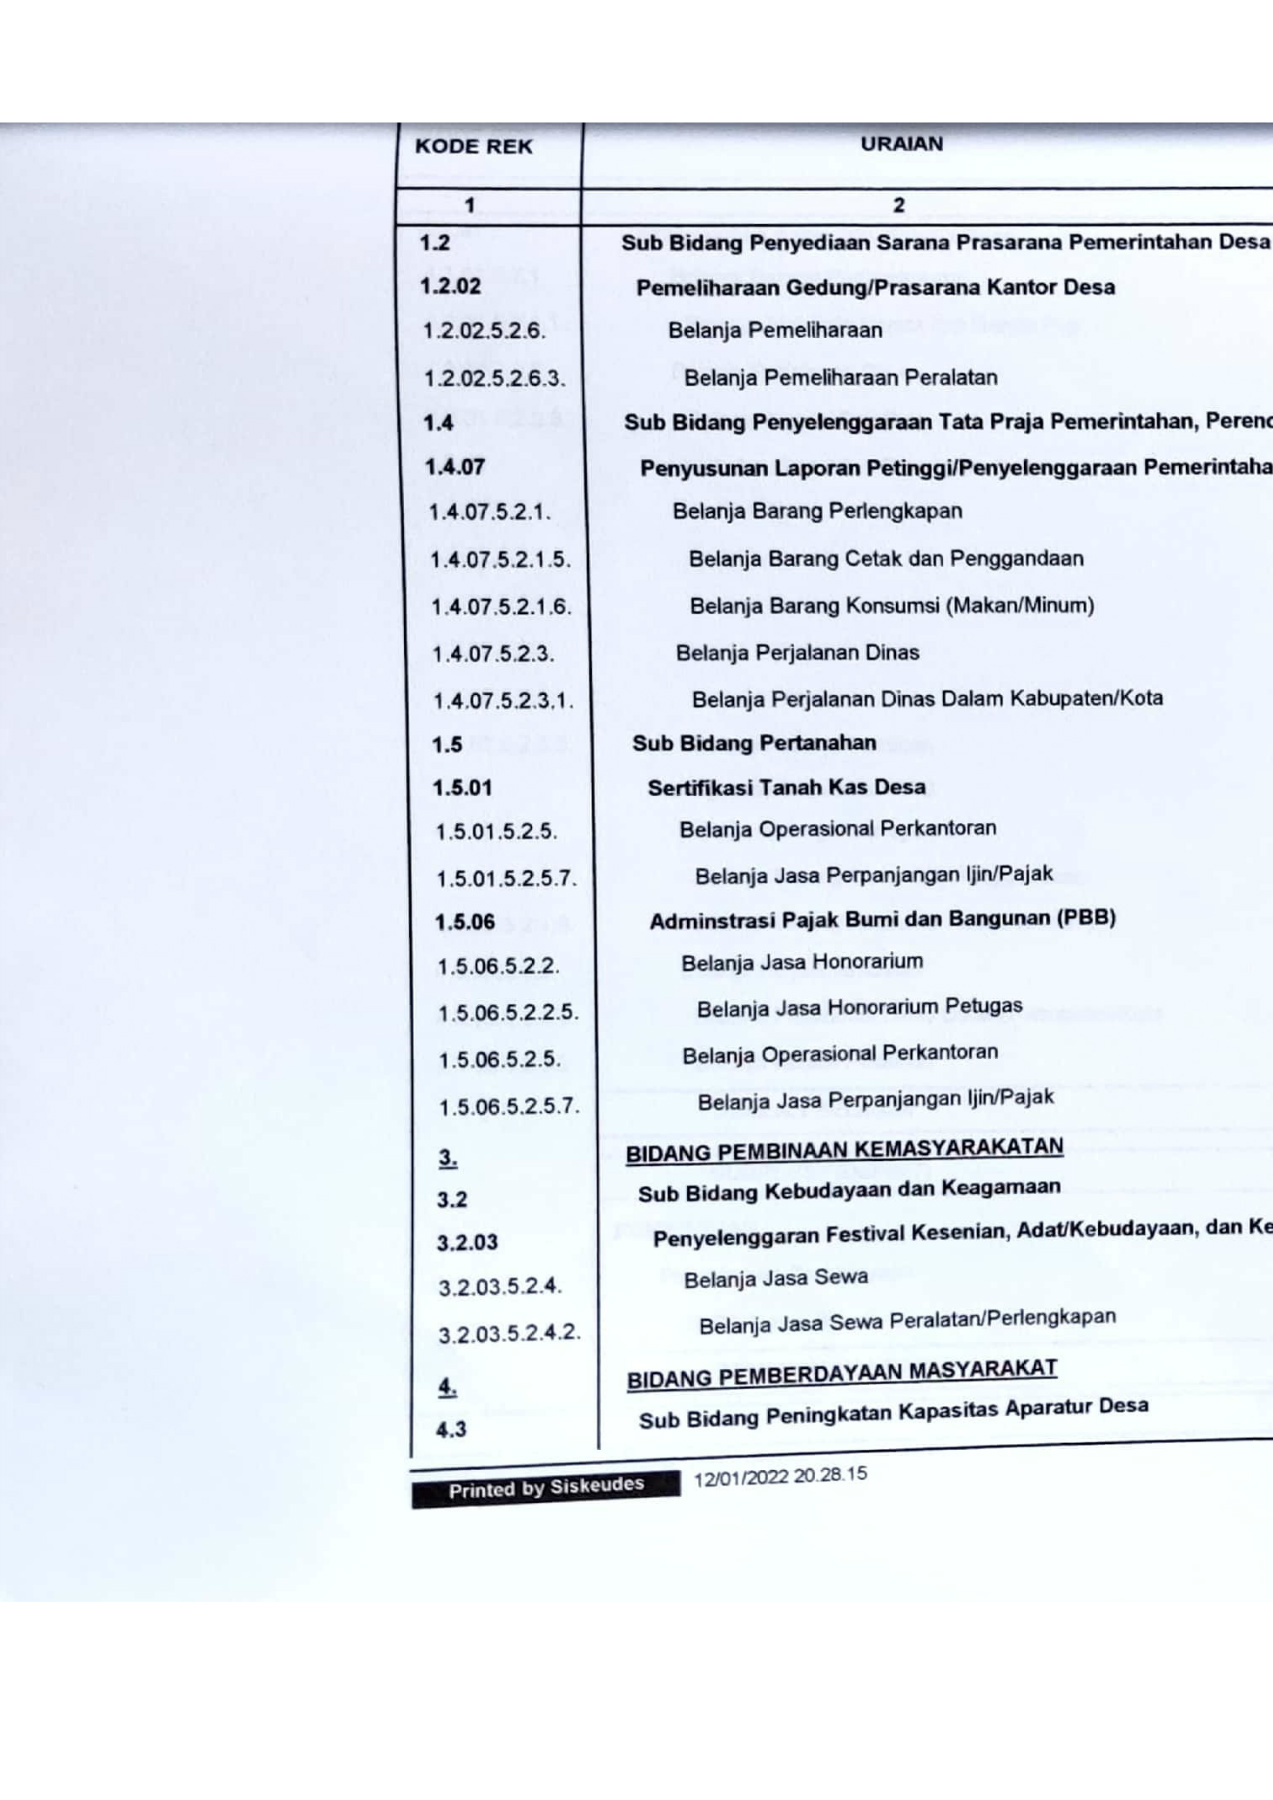 KODE REK URAIAN
1 2
1.2 Sub Bidang Penyediaan Sarana Prasarana Pemerintahan Desa
1.2.02 Pemeliharaan Gedung/Prasarana Kantor Desa
1.2.02.5.2.6. Belanja Pemeliharaan
1.2.02.5.2.6.3. Belanja Pemeliharaan Peralatan
1.4 Sub Bidang Penyelenggaraan Tata Praja Pemerintahan, Perenc
1.4.07 Penyusunan Laporan Petinggi/Penyelenggaraan Pemerintaha
1.4.07.5.2.1. Belanja Barang Perlengkapan
1.4.07.5.2.1.5. Belanja Barang Cetak dan Penggandaan
1.4.07.5.2.1.6. Belanja Barang Konsumsi (Makan/Minum)
1.4.07.5.2.3. Belanja Perjalanan Dinas
1.4.07.5.2.3.1. Belanja Perjalanan Dinas Dalam Kabupaten/Kota
1.5 Sub Bidang Pertanahan
1.5.01 Sertifikasi Tanah Kas Desa
1.5.01.5.2.5. Belanja Operasional Perkantoran
1.5.01.5.2.5.7. Belanja Jasa Perpanjangan Ijin/Pajak
1.5.06 Adminstrasi Pajak Bumi dan Bangunan (PBB)
1.5.06.5.2.2. Belanja Jasa Honorarium
1.5.06.5.2.2.5. Belanja Jasa Honorarium Petugas
1.5.06.5.2.5. Belanja Operasional Perkantoran
1.5.06.5.2.5.7. Belanja Jasa Perpanjangan Ijin/Pajak
3. BIDANG PEMBINAAN KEMASYARAKATAN
3.2 Sub Bidang Kebudayaan dan Keagamaan
3.2.03 Penyelenggaran Festival Kesenian, Adat/Kebudayaan, dan Ke
3.2.03.5.2.4. Belanja Jasa Sewa
3.2.03.5.2.4.2. Belanja Jasa Sewa Peralatan/Perlengkapan
4. BIDANG PEMBERDAYAAN MASYARAKAT
4.3 Sub Bidang Peningkatan Kapasitas Aparatur Desa
Printed by Siskeudes 12/01/2022 20.28.15